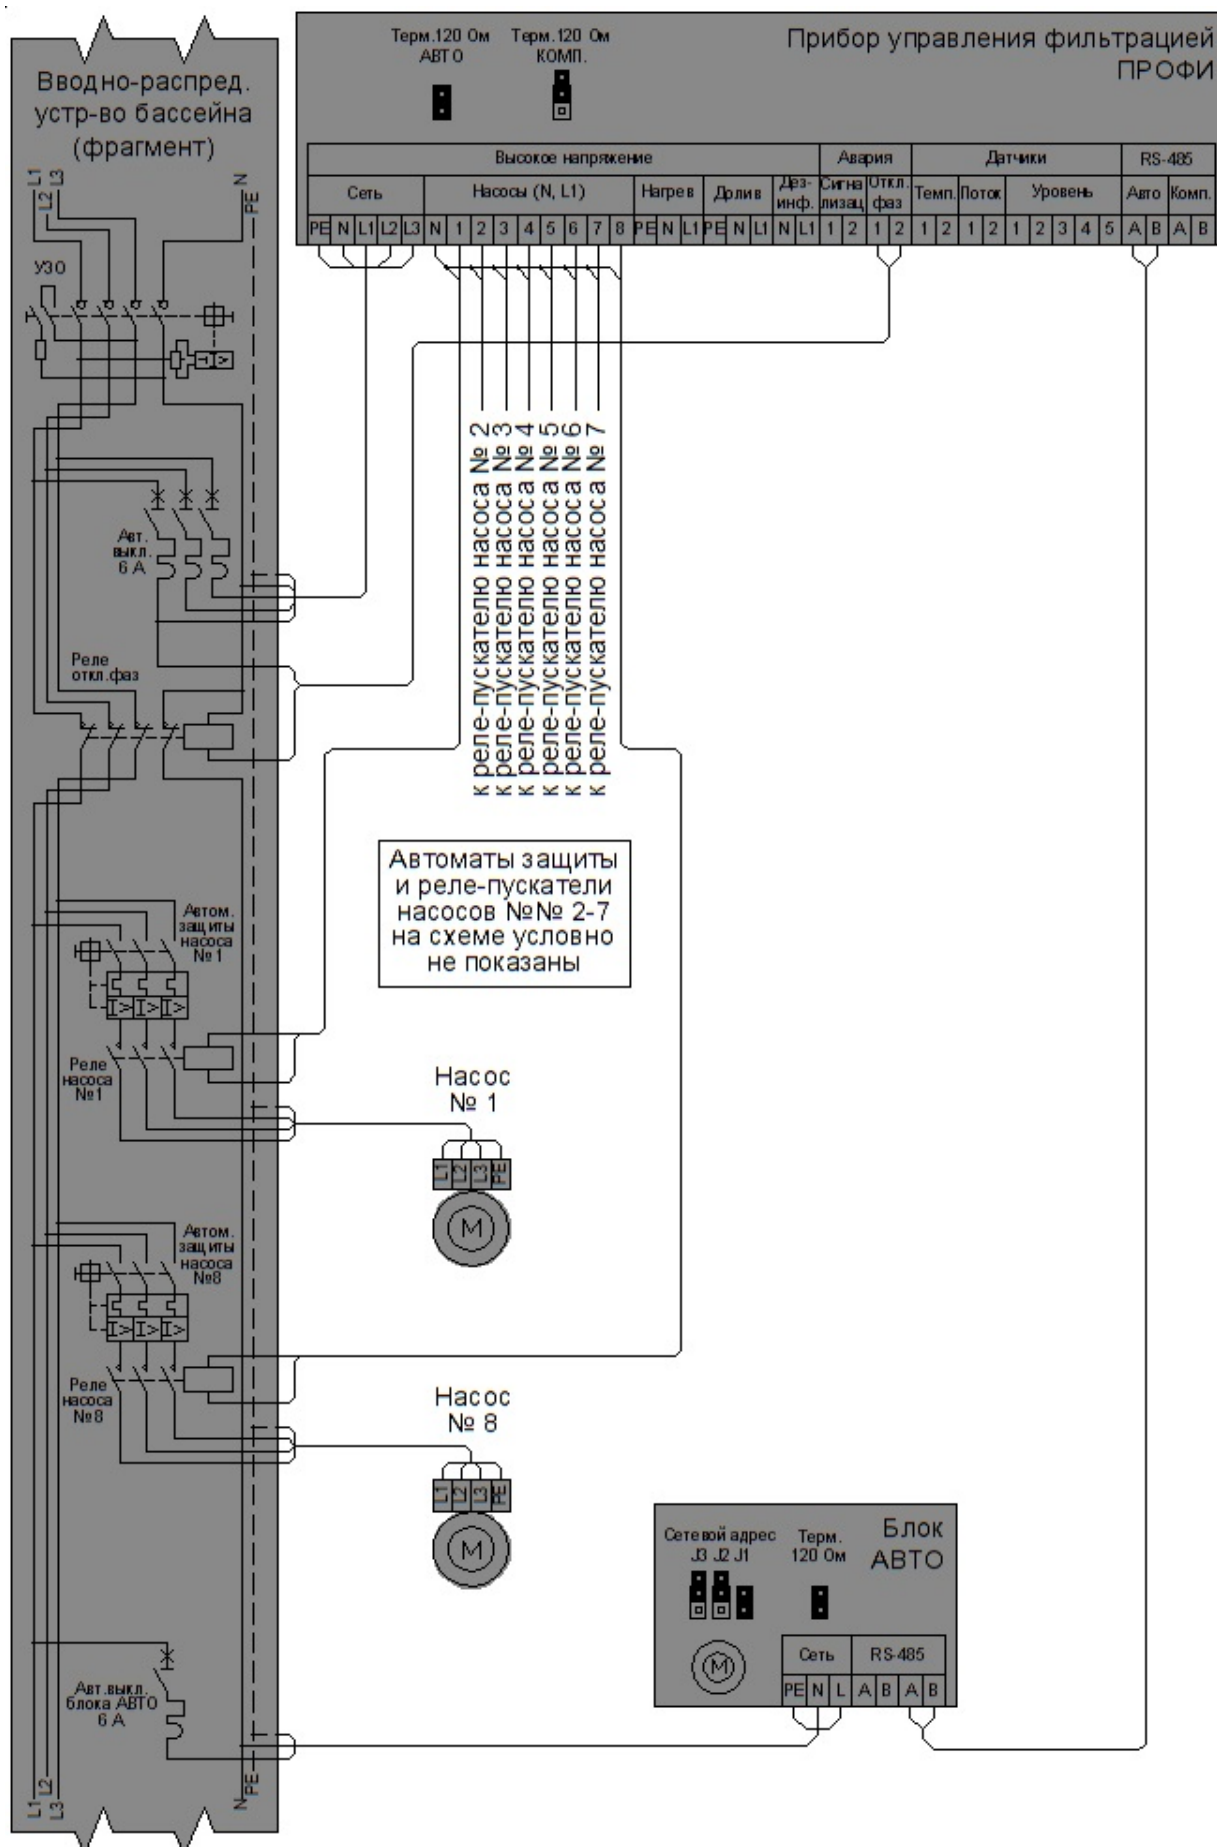 Вводно-распред.
устр-во бассейна
(фрагмент)
L1
L2
L3
N
PE
УЗО
Авт.
выкл.
6 А
Реле
откл.фаз
Автом.
защиты
насоса
№1
I> I> I>
Реле
насоса
№1
Автом.
защиты
насоса
№8
I> I> I>
Реле
насоса
№8
Авт.выкл.
блока АВТО
6 А
L1
L2
L3
N
PE
Терм.120 Ом
АВТО
Терм.120 Ом
КОМП.
Прибор управления фильтрацией
ПРОФИ
Высокое напряжение Авария Датчики RS-485
Сеть Насосы (N, L1) Нагрев Долив Дез-инф. Сигна лизац Откл. фаз Темп. Поток Уровень Авто Комп.
PE N L1 L2 L3 N 1 2 3 4 5 6 7 8 PE N L1 PE N L1 N L1 1 2 1 2 1 2 1 2 1 2 3 4 5 A B A B
к реле-пускателю насоса № 2
к реле-пускателю насоса № 3
к реле-пускателю насоса № 4
к реле-пускателю насоса № 5
к реле-пускателю насоса № 6
к реле-пускателю насоса № 7
Автоматы защиты
и реле-пускатели
насосов №№ 2-7
на схеме условно
не показаны
Насос
№ 1
L1 L2 L3 PE
M
Насос
№ 8
L1 L2 L3 PE
M
Блок
АВТО
Сетевой адрес
J3 J2 J1
Терм.
120 Ом
M
Сеть RS-485
PE N L A B A B